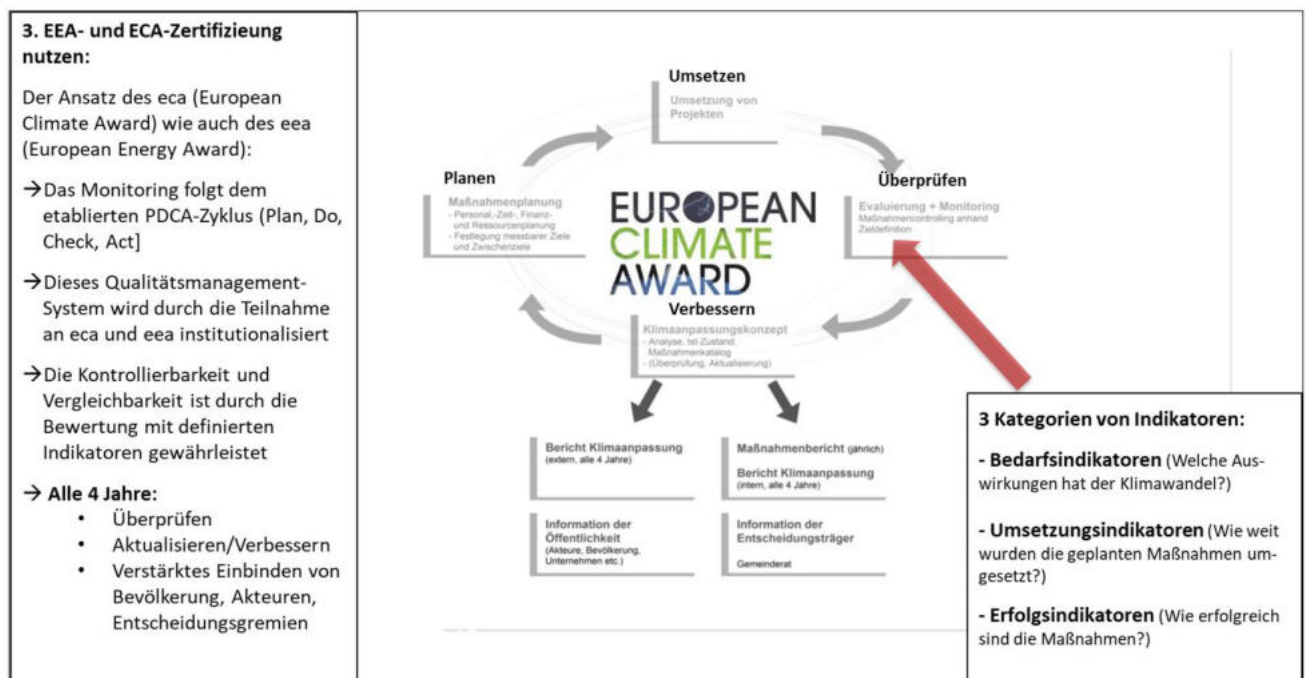 3. EEA- und ECA-Zertifizieung
nutzen:
Der Ansatz des eca (European
Climate Award) wie auch des eea
(European Energy Award):
→Das Monitoring folgt dem
etablierten PDCA-Zyklus (Plan, Do,
Check, Act]
→Dieses Qualitätsmanagement-
System wird durch die Teilnahme
an eca und eea institutionalisiert
→Die Kontrollierbarkeit und
Vergleichbarkeit ist durch die
Bewertung mit definierten
Indikatoren gewährleistet
→ Alle 4 Jahre:
• Überprüfen
• Aktualisieren/Verbessern
• Verstärktes Einbinden von
Bevölkerung, Akteuren,
Entscheidungsgremien
Umsetzen
Umsetzung von
Projekten
Planen
Maßnahmenplanung
- Personal,-Zeit-, Finanz-
und Ressourcenplanung
- Festlegung messbarer Ziele
und Zwischenziele
Überprüfen
Evaluierung + Monitoring
Maßnahmencontrolling anhand
Zieldefinition
EUROPEAN
CLIMATE
AWARD
Verbessern
Klimaanpassungskonzept
- Analyse, Ist-Zustand,
Maßnahmenkatalog
- (Überprüfung, Aktualisierung)
Bericht Klimaanpassung
(extern, alle 4 Jahre)
Maßnahmenbericht (jährlich)
Bericht Klimaanpassung
(intern, alle 4 Jahre)
Information der
Öffentlichkeit
(Akteure, Bevölkerung,
Unternehmen etc.)
Information der
Entscheidungsträger
Gemeinderat
3 Kategorien von Indikatoren:
- Bedarfsindikatoren (Welche Aus-
wirkungen hat der Klimawandel?)
- Umsetzungsindikatoren (Wie weit
wurden die geplanten Maßnahmen um-
gesetzt?)
- Erfolgsindikatoren (Wie erfolgreich
sind die Maßnahmen?)